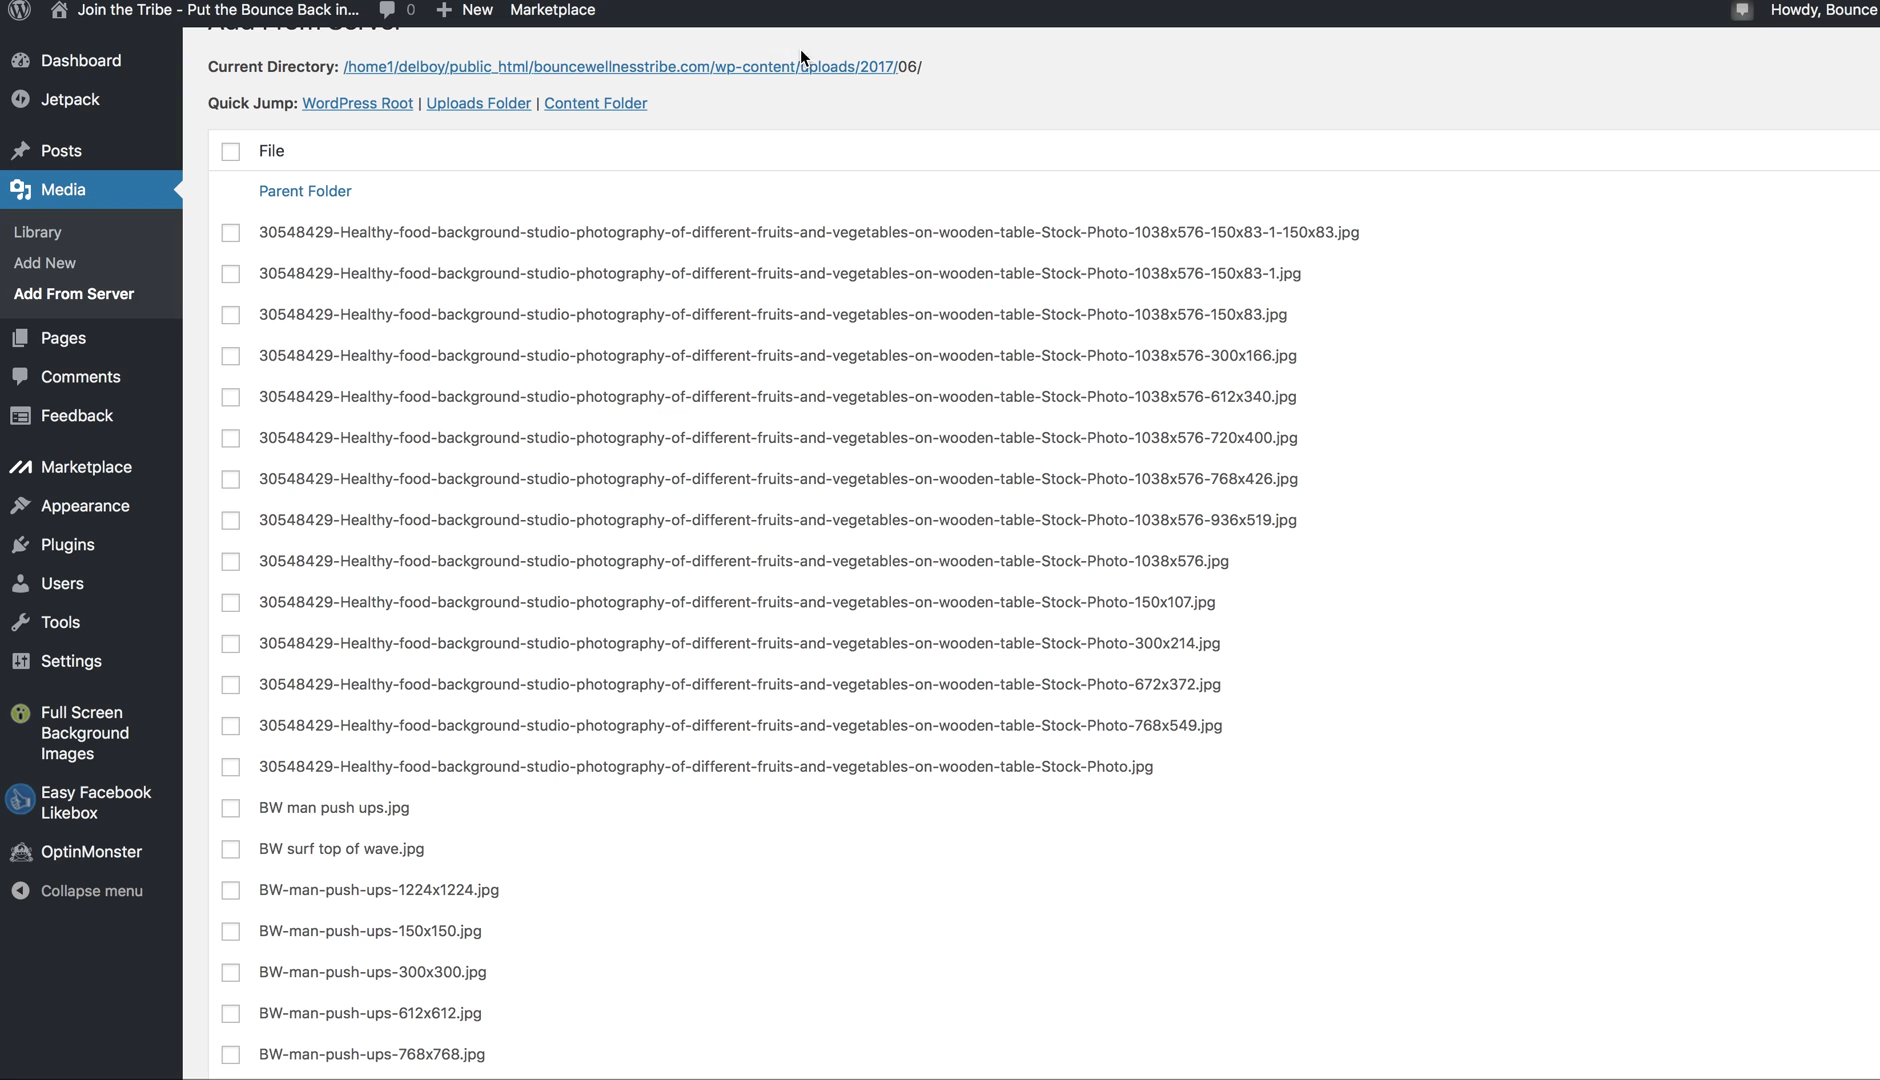 Join the Tribe - Put the Bounce Back in... 0 New Marketplace Howdy, Bounce
Add From Server
Current Directory: /home1/delboy/public_html/bouncewellnesstribe.com/wp-content/uploads/2017/06/
Quick Jump: WordPress Root | Uploads Folder | Content Folder
Dashboard
Jetpack
Posts
Media
Library
Add New
Add From Server
Pages
Comments
Feedback
Marketplace
Appearance
Plugins
Users
Tools
Settings
Full Screen
Background
Images
Easy Facebook
Likebox
OptinMonster
Collapse menu
File
Parent Folder
30548429-Healthy-food-background-studio-photography-of-different-fruits-and-vegetables-on-wooden-table-Stock-Photo-1038x576-150x83-1-150x83.jpg
30548429-Healthy-food-background-studio-photography-of-different-fruits-and-vegetables-on-wooden-table-Stock-Photo-1038x576-150x83-1.jpg
30548429-Healthy-food-background-studio-photography-of-different-fruits-and-vegetables-on-wooden-table-Stock-Photo-1038x576-150x83.jpg
30548429-Healthy-food-background-studio-photography-of-different-fruits-and-vegetables-on-wooden-table-Stock-Photo-1038x576-300x166.jpg
30548429-Healthy-food-background-studio-photography-of-different-fruits-and-vegetables-on-wooden-table-Stock-Photo-1038x576-612x340.jpg
30548429-Healthy-food-background-studio-photography-of-different-fruits-and-vegetables-on-wooden-table-Stock-Photo-1038x576-720x400.jpg
30548429-Healthy-food-background-studio-photography-of-different-fruits-and-vegetables-on-wooden-table-Stock-Photo-1038x576-768x426.jpg
30548429-Healthy-food-background-studio-photography-of-different-fruits-and-vegetables-on-wooden-table-Stock-Photo-1038x576-936x519.jpg
30548429-Healthy-food-background-studio-photography-of-different-fruits-and-vegetables-on-wooden-table-Stock-Photo-1038x576.jpg
30548429-Healthy-food-background-studio-photography-of-different-fruits-and-vegetables-on-wooden-table-Stock-Photo-150x107.jpg
30548429-Healthy-food-background-studio-photography-of-different-fruits-and-vegetables-on-wooden-table-Stock-Photo-300x214.jpg
30548429-Healthy-food-background-studio-photography-of-different-fruits-and-vegetables-on-wooden-table-Stock-Photo-672x372.jpg
30548429-Healthy-food-background-studio-photography-of-different-fruits-and-vegetables-on-wooden-table-Stock-Photo-768x549.jpg
30548429-Healthy-food-background-studio-photography-of-different-fruits-and-vegetables-on-wooden-table-Stock-Photo.jpg
BW man push ups.jpg
BW surf top of wave.jpg
BW-man-push-ups-1224x1224.jpg
BW-man-push-ups-150x150.jpg
BW-man-push-ups-300x300.jpg
BW-man-push-ups-612x612.jpg
BW-man-push-ups-768x768.jpg